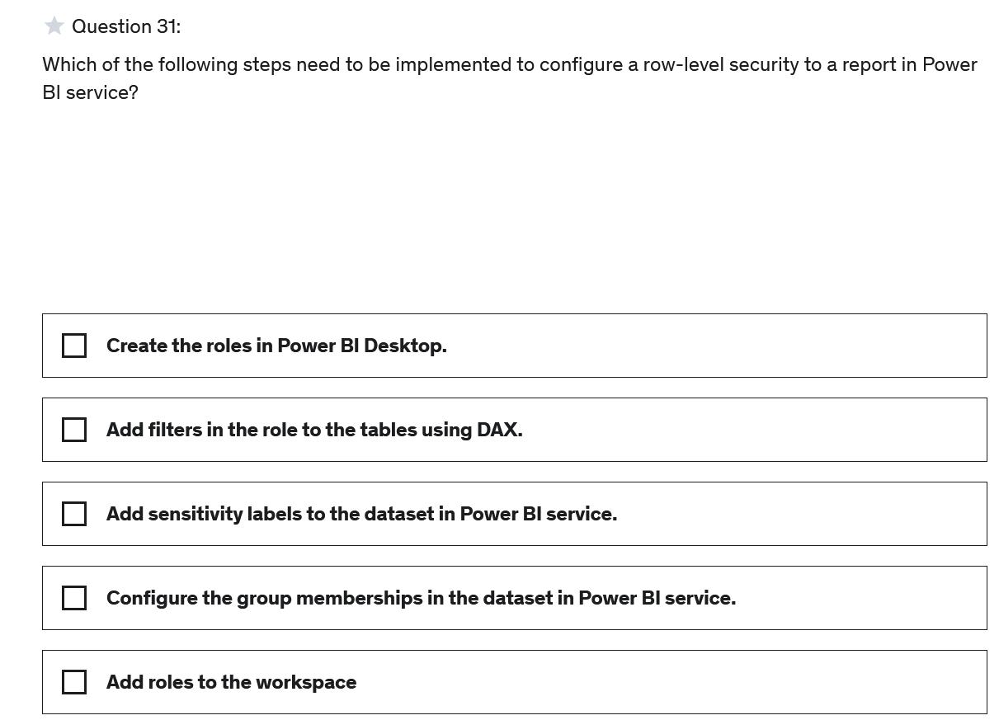 Question 31:
Which of the following steps need to be implemented to configure a row-level security to a report in Power
BI service?
Create the roles in Power BI Desktop.
Add filters in the role to the tables using DAX.
Add sensitivity labels to the dataset in Power BI service.
Configure the group memberships in the dataset in Power BI service.
Add roles to the workspace